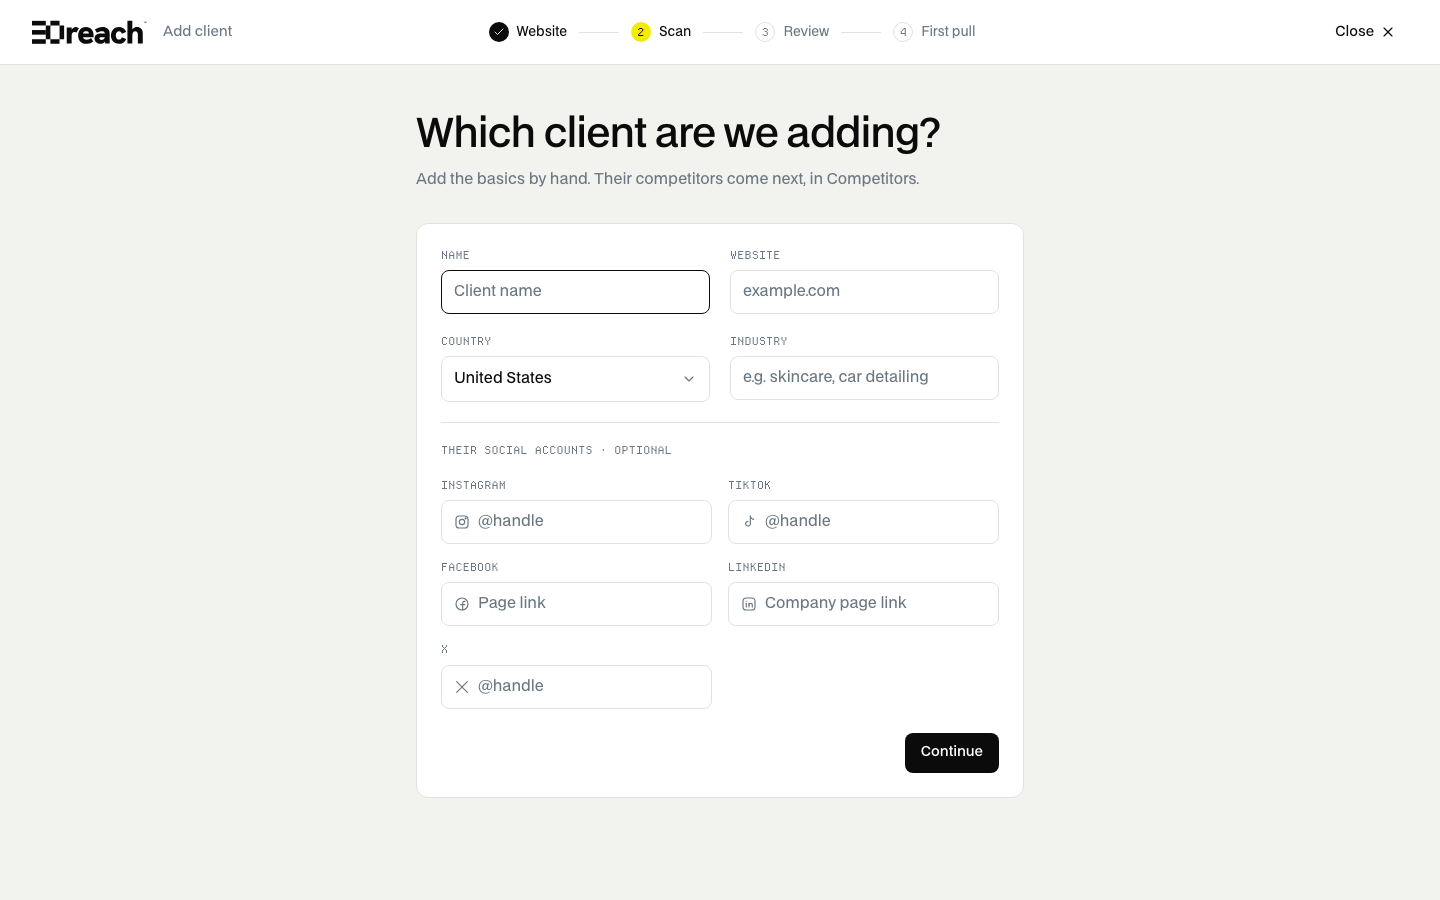 reach Add client Website 2 Scan 3 Review 4 First pull Close
Which client are we adding?
Add the basics by hand. Their competitors come next, in Competitors.
NAME WEBSITE
Client name example.com
COUNTRY INDUSTRY
United States e.g. skincare, car detailing
THEIR SOCIAL ACCOUNTS · OPTIONAL
INSTAGRAM TIKTOK
@handle @handle
FACEBOOK LINKEDIN
Page link Company page link
X
@handle
Continue